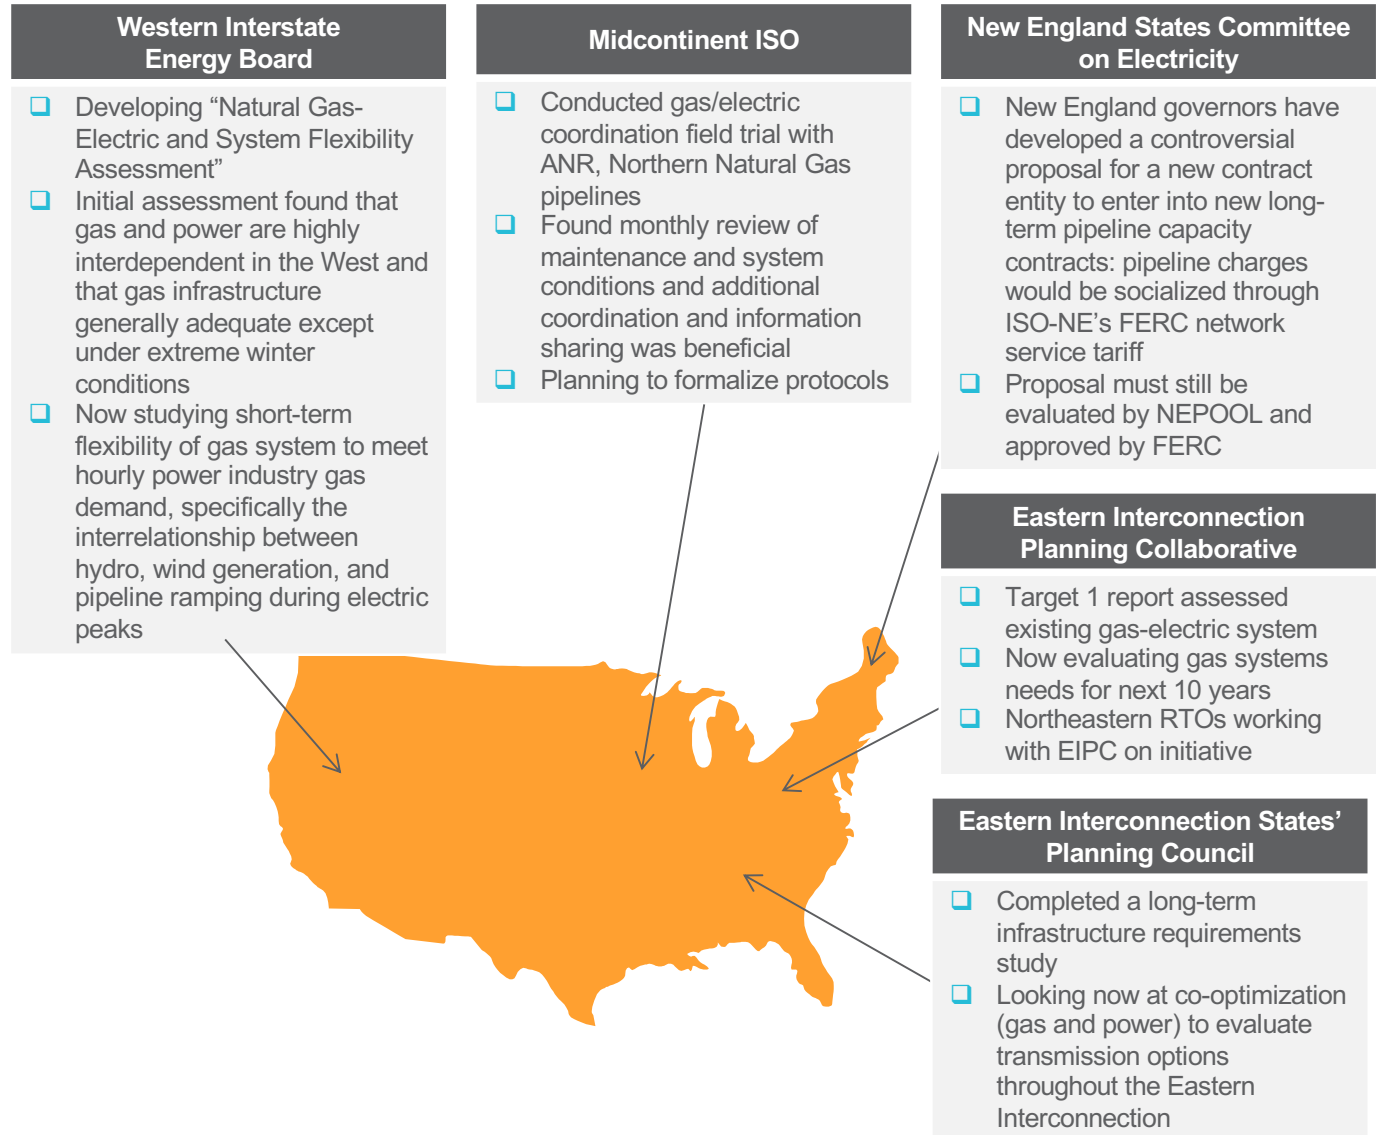 Western Interstate
Energy Board
Developing “Natural Gas-
Electric and System Flexibility
Assessment”
Initial assessment found that
gas and power are highly
interdependent in the West and
that gas infrastructure
generally adequate except
under extreme winter
conditions
Now studying short-term
flexibility of gas system to meet
hourly power industry gas
demand, specifically the
interrelationship between
hydro, wind generation, and
pipeline ramping during electric
peaks
Midcontinent ISO
Conducted gas/electric
coordination field trial with
ANR, Northern Natural Gas
pipelines
Found monthly review of
maintenance and system
conditions and additional
coordination and information
sharing was beneficial
Planning to formalize protocols
New England States Committee
on Electricity
New England governors have
developed a controversial
proposal for a new contract
entity to enter into new long-
term pipeline capacity
contracts: pipeline charges
would be socialized through
ISO-NE’s FERC network
service tariff
Proposal must still be
evaluated by NEPOOL and
approved by FERC
Eastern Interconnection
Planning Collaborative
Target 1 report assessed
existing gas-electric system
Now evaluating gas systems
needs for next 10 years
Northeastern RTOs working
with EIPC on initiative
Eastern Interconnection States’
Planning Council
Completed a long-term
infrastructure requirements
study
Looking now at co-optimization
(gas and power) to evaluate
transmission options
throughout the Eastern
Interconnection